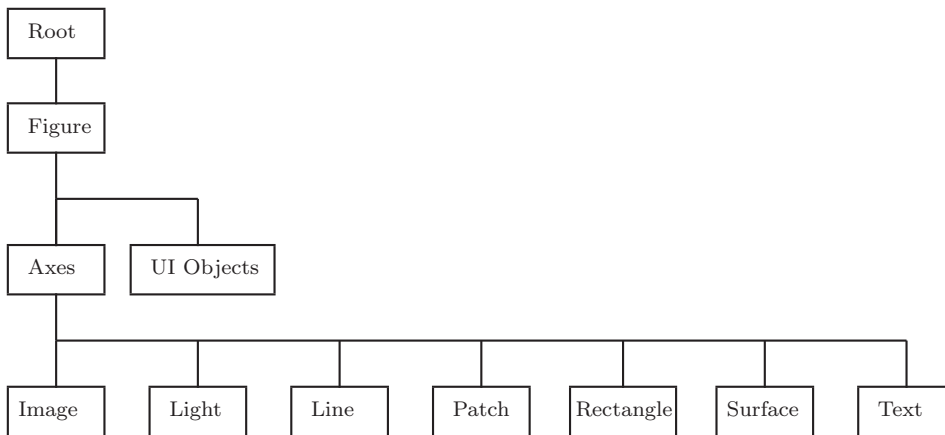 Root
Figure
Axes
UI Objects
Image
Light
Line
Patch
Rectangle
Surface
Text